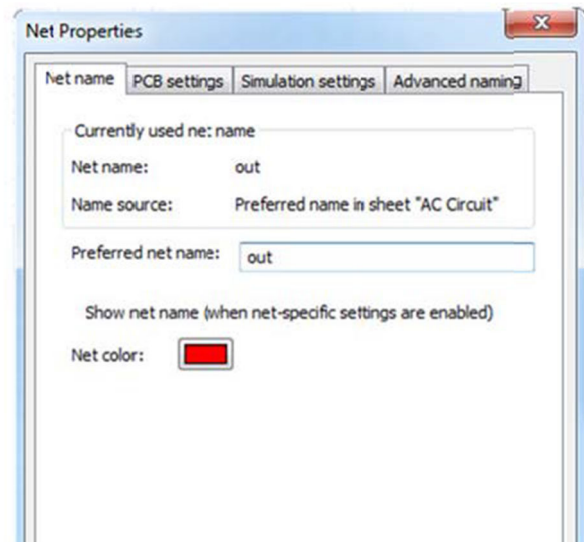 Net Properties
Net name PCB settings Simulation settings Advanced naming
Currently used net name
Net name: out
Name source: Preferred name in sheet "AC Circuit"
Preferred net name: out
Show net name (when net-specific settings are enabled)
Net color: